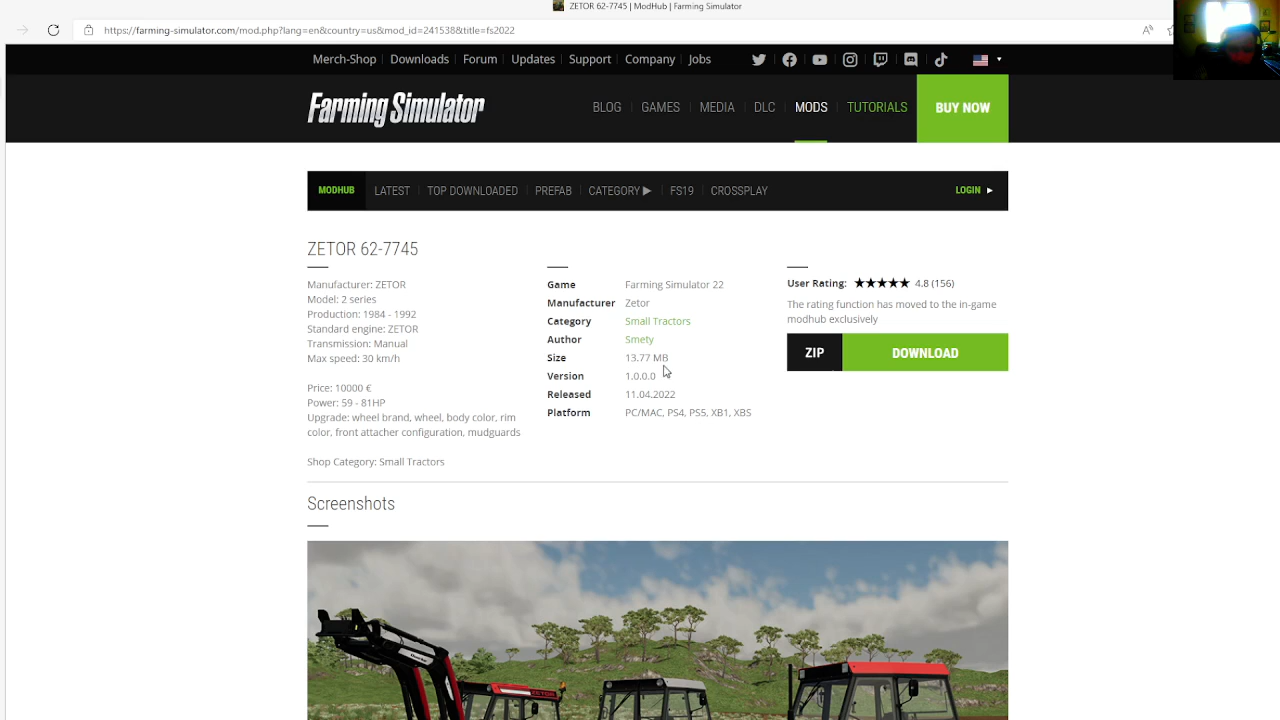 ZETOR 62-7745 | ModHub | Farming Simulator
https://farming-simulator.com/mod.php?lang=en&country=us&mod_id=241538&title=fs2022
Merch-Shop Downloads Forum Updates Support Company Jobs
Farming Simulator
BLOG GAMES MEDIA DLC MODS TUTORIALS BUY NOW
MODHUB LATEST TOP DOWNLOADED PREFAB CATEGORY ▶ FS19 CROSSPLAY LOGIN ▶
ZETOR 62-7745
Manufacturer: ZETOR
Model: 2 series
Production: 1984 - 1992
Standard engine: ZETOR
Transmission: Manual
Max speed: 30 km/h
Price: 10000 €
Power: 59 - 81HP
Upgrade: wheel brand, wheel, body color, rim
color, front attacher configuration, mudguards
Shop Category: Small Tractors
Game Farming Simulator 22
Manufacturer Zetor
Category Small Tractors
Author Smety
Size 13.77 MB
Version 1.0.0.0
Released 11.04.2022
Platform PC/MAC, PS4, PS5, XB1, XBS
User Rating: ★★★★★ 4.8 (156)
The rating function has moved to the in-game
modhub exclusively
ZIP DOWNLOAD
Screenshots
ZETOR